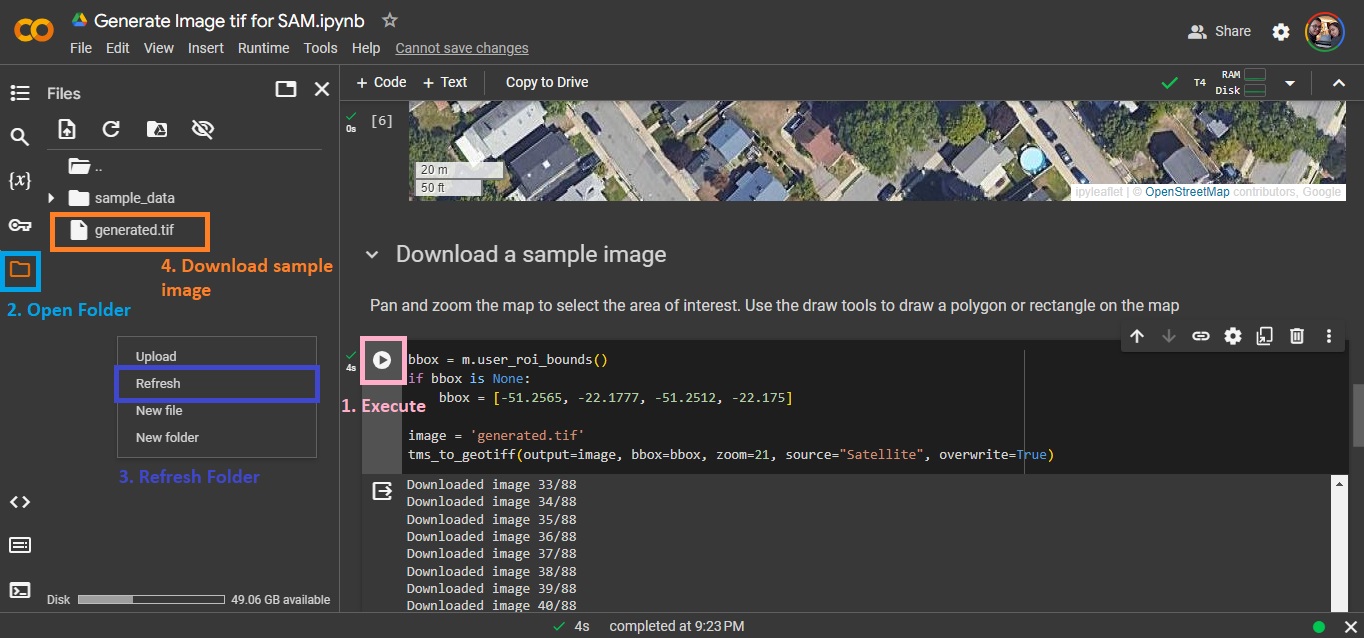 Generate Image tif for SAM.ipynb
File Edit View Insert Runtime Tools Help Cannot save changes
Share
Files
+ Code + Text Copy to Drive
T4 RAM
Disk
..
sample_data
generated.tif
4. Download sample
image
2. Open Folder
Upload
Refresh
New file
New folder
3. Refresh Folder
Disk 49.06 GB available
0s [6]
20 m
50 ft
ipyleaflet | © OpenStreetMap contributors, Google
Download a sample image
Pan and zoom the map to select the area of interest. Use the draw tools to draw a polygon or rectangle on the map
4s
1. Execute
bbox = m.user_roi_bounds()
if bbox is None:
bbox = [-51.2565, -22.1777, -51.2512, -22.175]
image = 'generated.tif'
tms_to_geotiff(output=image, bbox=bbox, zoom=21, source="Satellite", overwrite=True)
Downloaded image 33/88
Downloaded image 34/88
Downloaded image 35/88
Downloaded image 36/88
Downloaded image 37/88
Downloaded image 38/88
Downloaded image 39/88
Downloaded image 40/88
4s completed at 9:23 PM